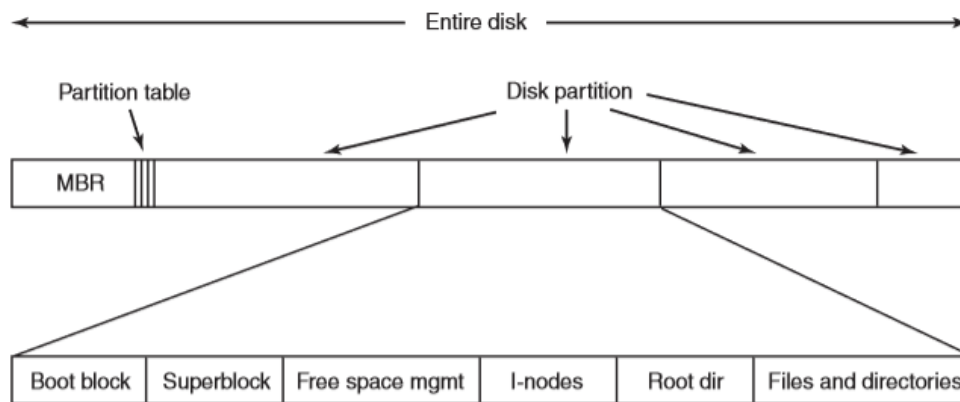 Entire disk
Partition table
Disk partition
MBR
Boot block
Superblock
Free space mgmt
I-nodes
Root dir
Files and directories